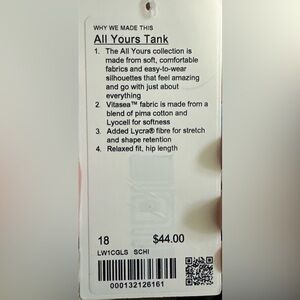 WHY WE MADE THIS
All Yours Tank
1. The All Yours collection is
made from soft, comfortable
fabrics and easy-to-wear
silhouettes that feel amazing
and go with just about
everything
2. Vitasea™ fabric is made from a
blend of pima cotton and
Lyocell for softness
3. Added Lycra® fibre for stretch
and shape retention
4. Relaxed fit, hip length
18 $44.00
LW1CGLS SCHI
000132126161